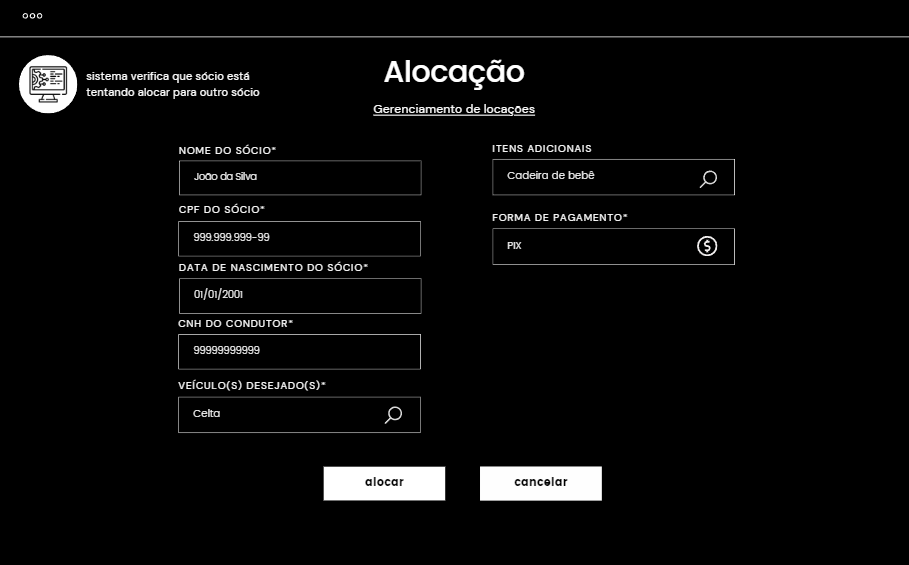 sistema verifica que sócio está
tentando alocar para outro sócio
Alocação
Gerenciamento de locações
NOME DO SÓCIO*
João da Silva
CPF DO SÓCIO*
999.999.999-99
DATA DE NASCIMENTO DO SÓCIO*
01/01/2001
CNH DO CONDUTOR*
99999999999
VEÍCULO(S) DESEJADO(S)*
Celta
ITENS ADICIONAIS
Cadeira de bebê
FORMA DE PAGAMENTO*
PIX
alocar
cancelar